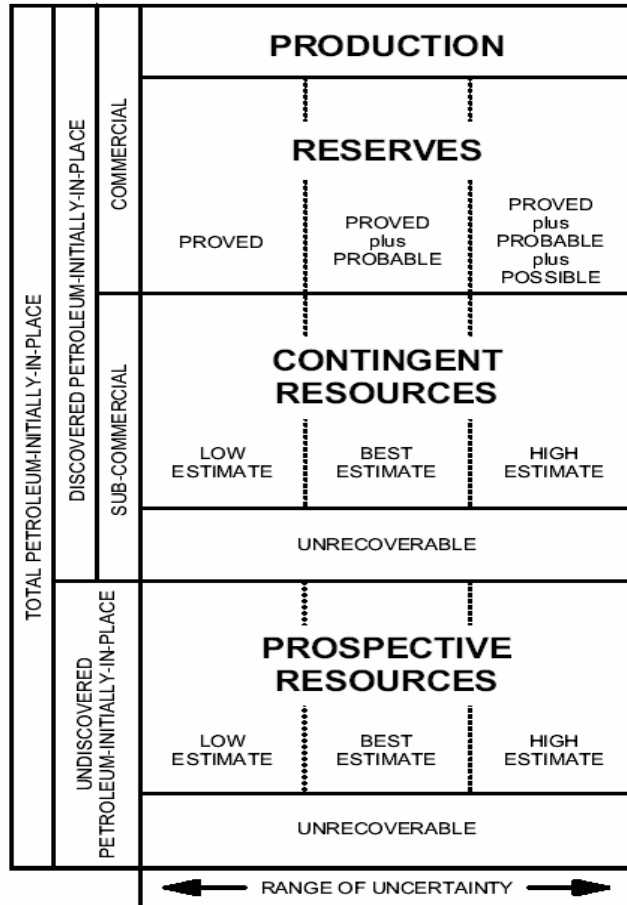 TOTAL PETROLEUM-INITIALLY-IN-PLACE
DISCOVERED PETROLEUM-INITIALLY-IN-PLACE
COMMERCIAL
PRODUCTION
RESERVES
PROVED
PROVED
plus
PROBABLE
PROVED
plus
PROBABLE
plus
POSSIBLE
SUB-COMMERCIAL
CONTINGENT
RESOURCES
LOW
ESTIMATE
BEST
ESTIMATE
HIGH
ESTIMATE
UNRECOVERABLE
UNDISCOVERED
PETROLEUM-INITIALLY-IN-PLACE
PROSPECTIVE
RESOURCES
LOW
ESTIMATE
BEST
ESTIMATE
HIGH
ESTIMATE
UNRECOVERABLE
RANGE OF UNCERTAINTY